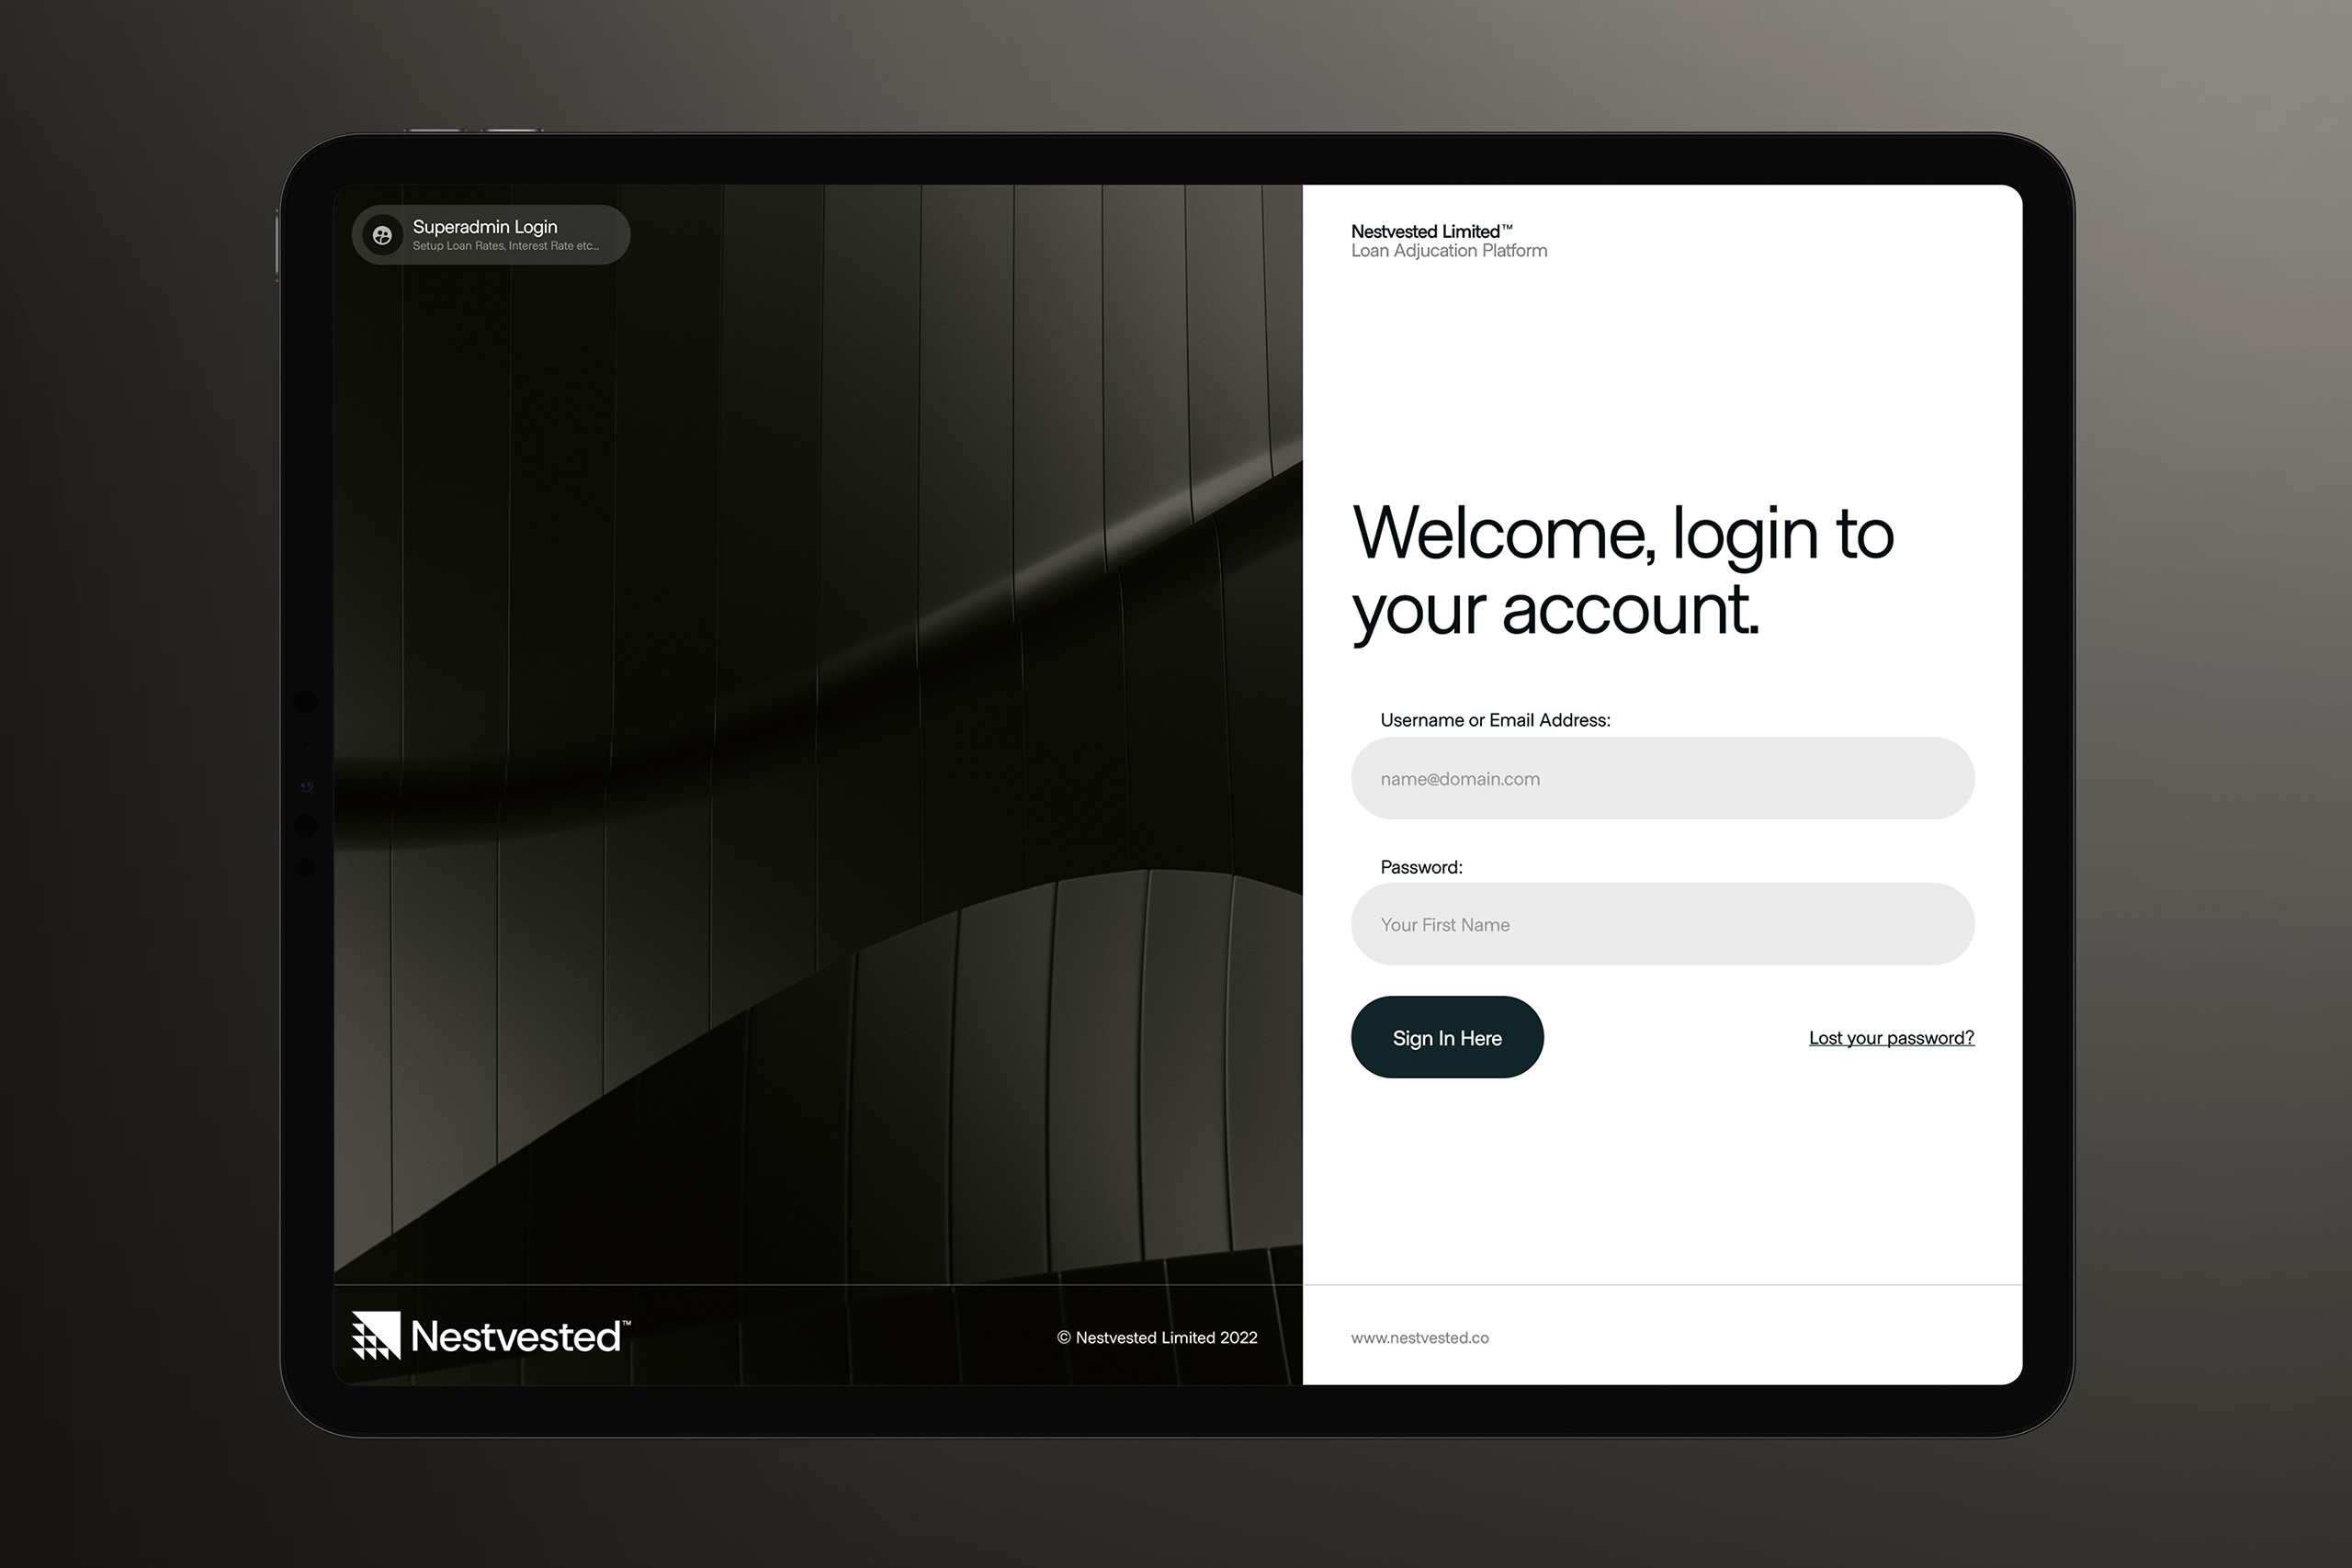 Superadmin Login
Setup Loan Rates, Interest Rate etc...
Nestvested Limited™
Loan Adjucation Platform
Welcome, login to
your account.
Username or Email Address:
name@domain.com
Password:
Your First Name
Sign In Here
Lost your password?
Nestvested™
© Nestvested Limited 2022
www.nestvested.co